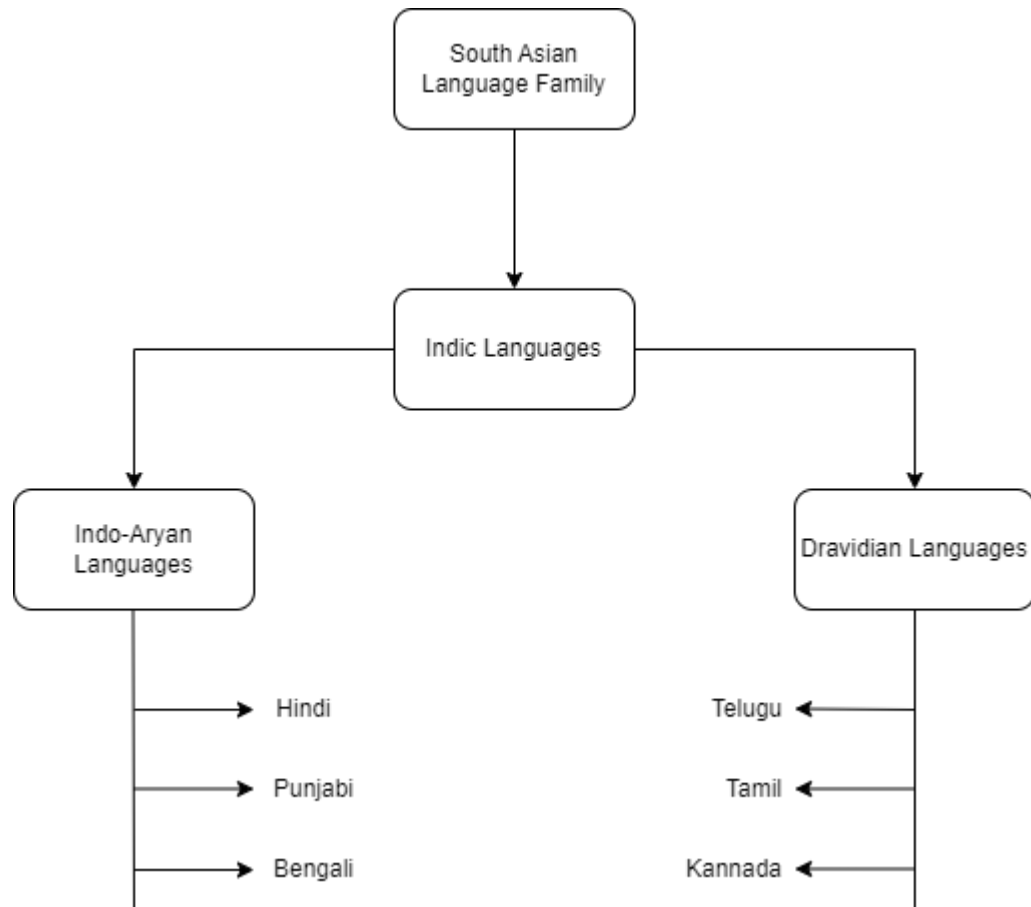 South Asian
Language Family
Indic Languages
Indo-Aryan
Languages
Dravidian Languages
Hindi
Telugu
Punjabi
Tamil
Bengali
Kannada